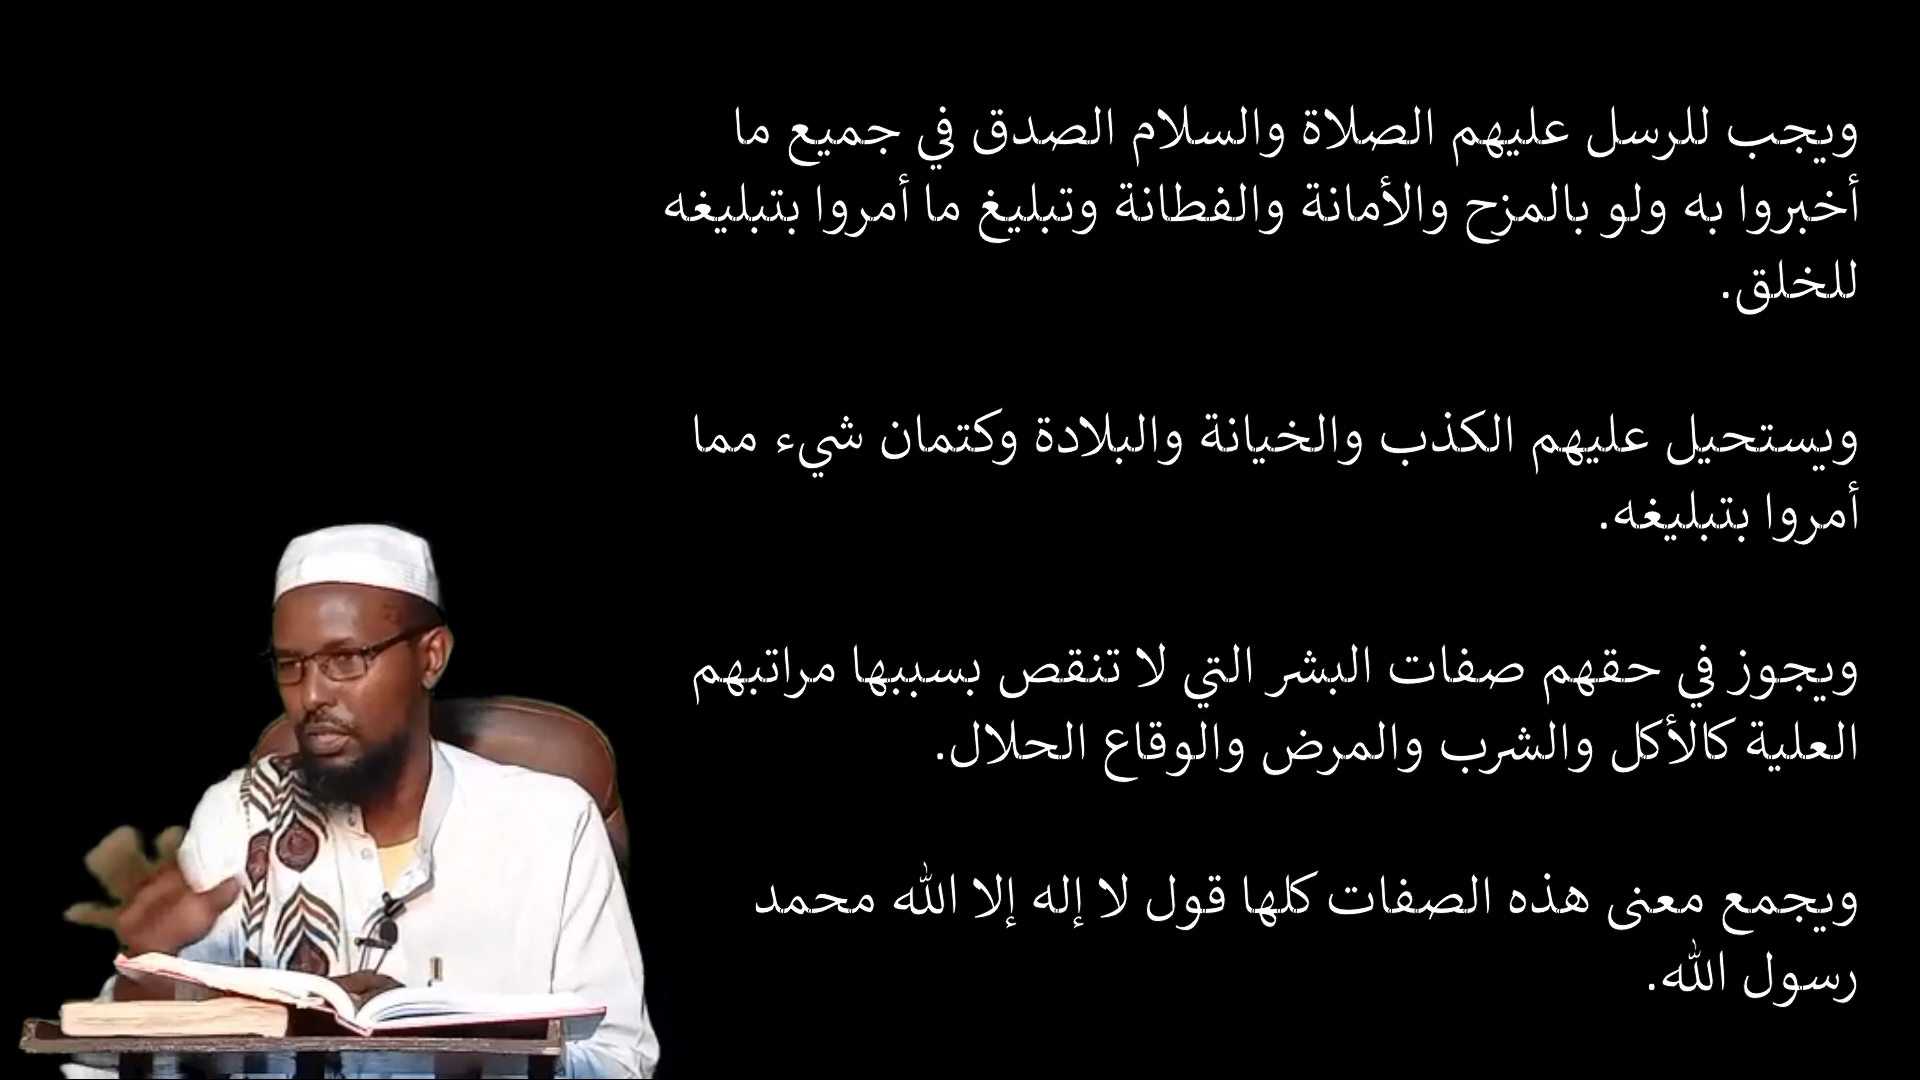 ويجب للرسل عليهم الصلاة والسلام الصدق في جميع ما
أخبروا به ولو بالمزح والأمانة والفطانة وتبليغ ما أمروا بتبليغه
للخلق.
ويستحيل عليهم الكذب والخيانة والبلادة وكتمان شيء مما
أمروا بتبليغه.
ويجوز في حقهم صفات البشر التي لا تنقص بسببها مراتبهم
العلية كالأكل والشرب والمرض والوقاع الحلال.
ويجمع معنى هذه الصفات كلها قول لا إله إلا الله محمد
رسول الله.